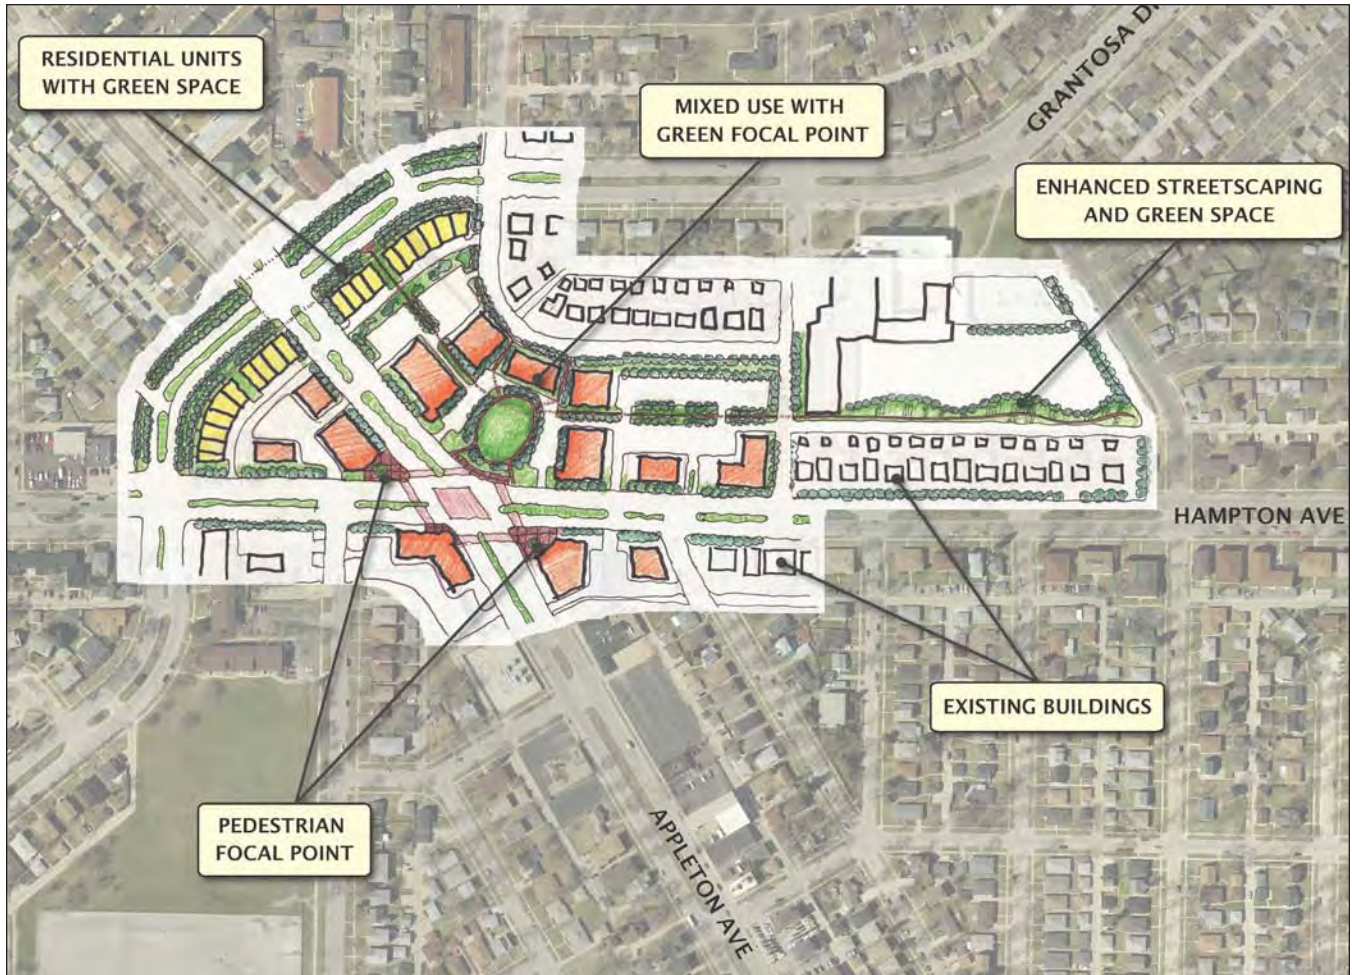 RESIDENTIAL UNITS
WITH GREEN SPACE
MIXED USE WITH
GREEN FOCAL POINT
GRANTOSA
ENHANCED STREETSCAPING
AND GREEN SPACE
HAMPTON AVE
EXISTING BUILDINGS
PEDESTRIAN
FOCAL POINT
APPLETON AVE